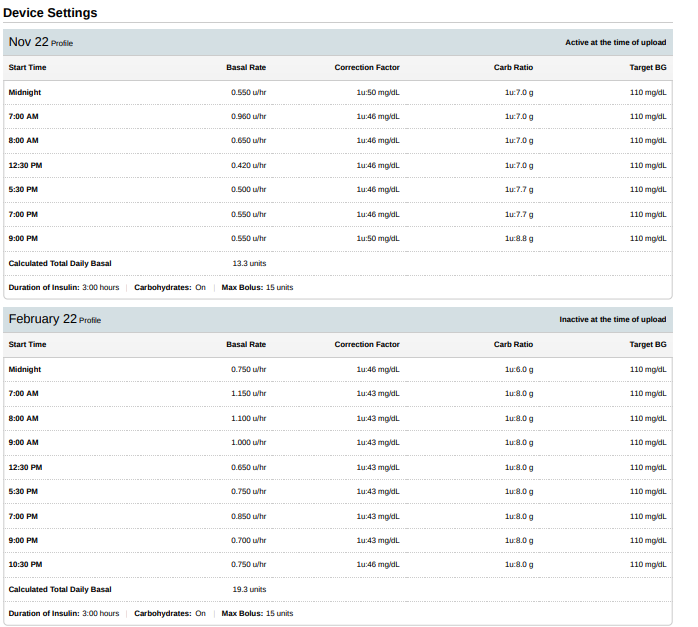 Device Settings
Nov 22 Profile Active at the time of upload
Start Time Basal Rate Correction Factor Carb Ratio Target BG
Midnight 0.550 u/hr 1u:50 mg/dL 1u:7.0 g 110 mg/dL
7:00 AM 0.960 u/hr 1u:46 mg/dL 1u:7.0 g 110 mg/dL
8:00 AM 0.650 u/hr 1u:46 mg/dL 1u:7.0 g 110 mg/dL
12:30 PM 0.420 u/hr 1u:46 mg/dL 1u:7.0 g 110 mg/dL
5:30 PM 0.500 u/hr 1u:46 mg/dL 1u:7.7 g 110 mg/dL
7:00 PM 0.550 u/hr 1u:46 mg/dL 1u:7.7 g 110 mg/dL
9:00 PM 0.550 u/hr 1u:50 mg/dL 1u:8.8 g 110 mg/dL
Calculated Total Daily Basal 13.3 units
Duration of Insulin: 3:00 hours | Carbohydrates: On | Max Bolus: 15 units
February 22 Profile Inactive at the time of upload
Start Time Basal Rate Correction Factor Carb Ratio Target BG
Midnight 0.750 u/hr 1u:46 mg/dL 1u:6.0 g 110 mg/dL
7:00 AM 1.150 u/hr 1u:43 mg/dL 1u:8.0 g 110 mg/dL
8:00 AM 1.100 u/hr 1u:43 mg/dL 1u:8.0 g 110 mg/dL
9:00 AM 1.000 u/hr 1u:43 mg/dL 1u:8.0 g 110 mg/dL
12:30 PM 0.650 u/hr 1u:43 mg/dL 1u:8.0 g 110 mg/dL
5:30 PM 0.750 u/hr 1u:43 mg/dL 1u:8.0 g 110 mg/dL
7:00 PM 0.850 u/hr 1u:43 mg/dL 1u:8.0 g 110 mg/dL
9:00 PM 0.700 u/hr 1u:43 mg/dL 1u:8.0 g 110 mg/dL
10:30 PM 0.750 u/hr 1u:46 mg/dL 1u:8.0 g 110 mg/dL
Calculated Total Daily Basal 19.3 units
Duration of Insulin: 3:00 hours | Carbohydrates: On | Max Bolus: 15 units